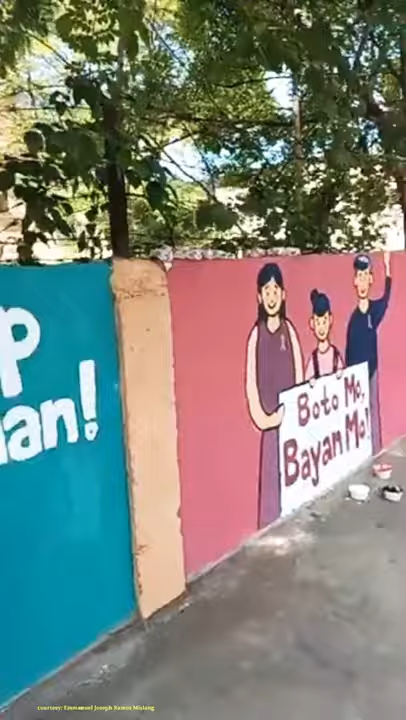 P
an!
Boto Mo,
Bayan Mo!
courtesy: Emmanuel Joseph Ramos Mislang